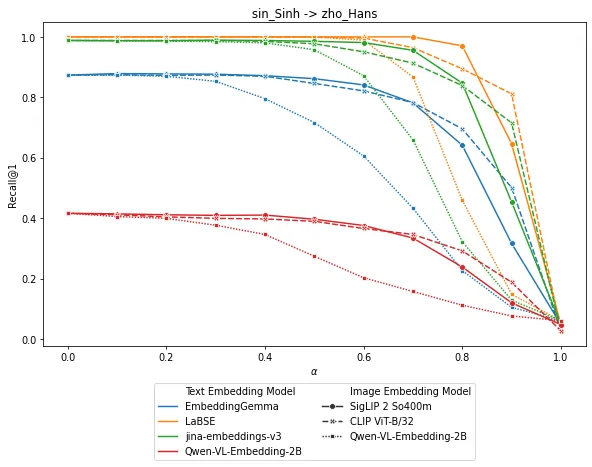 sin_Sinh -> zho_Hans
1.0
0.8
0.6
0.4
0.2
0.0
Recall@1
0.0 0.2 0.4 0.6 0.8 1.0
α
Text Embedding Model
EmbeddingGemma
LaBSE
jina-embeddings-v3
Qwen-VL-Embedding-2B
Image Embedding Model
SigLIP 2 So400m
CLIP ViT-B/32
Qwen-VL-Embedding-2B